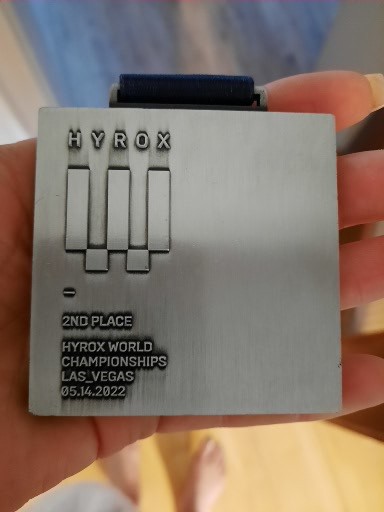 HYROX
2ND PLACE
HYROX WORLD
CHAMPIONSHIPS
LAS_VEGAS
05.14.2022